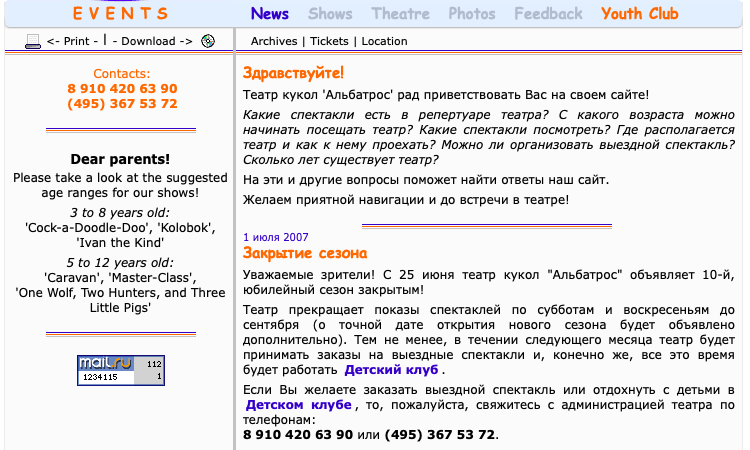 EVENTS
News Shows Theatre Photos Feedback Youth Club
<- Print - | - Download ->
Archives | Tickets | Location
Contacts:
8 910 420 63 90
(495) 367 53 72
Dear parents!
Please take a look at the suggested
age ranges for our shows!
3 to 8 years old:
'Cock-a-Doodle-Doo', 'Kolobok',
'Ivan the Kind'
5 to 12 years old:
'Caravan', 'Master-Class',
'One Wolf, Two Hunters, and Three
Little Pigs'
mail.ru 112
1234115 1
Здравствуйте!
Театр кукол 'Альбатрос' рад приветствовать Вас на своем сайте!
Какие спектакли есть в репертуаре театра? С какого возраста можно
начинать посещать театр? Какие спектакли посмотреть? Где располагается
театр и как к нему проехать? Можно ли организовать выездной спектакль?
Сколько лет существует театр?
На эти и другие вопросы поможет найти ответы наш сайт.
Желаем приятной навигации и до встречи в театре!
1 июля 2007
Закрытие сезона
Уважаемые зрители! С 25 июня театр кукол "Альбатрос" объявляет 10-й,
юбилейный сезон закрытым!
Театр прекращает показы спектаклей по субботам и воскресеньям до
сентября (о точной дате открытия нового сезона будет объявлено
дополнительно). Тем не менее, в течении следующего месяца театр будет
принимать заказы на выездные спектакли и, конечно же, все это время
будет работать Детский клуб.
Если Вы желаете заказать выездной спектакль или отдохнуть с детьми в
Детском клубе, то, пожалуйста, свяжитесь с администрацией театра по
телефонам:
8 910 420 63 90 или (495) 367 53 72.